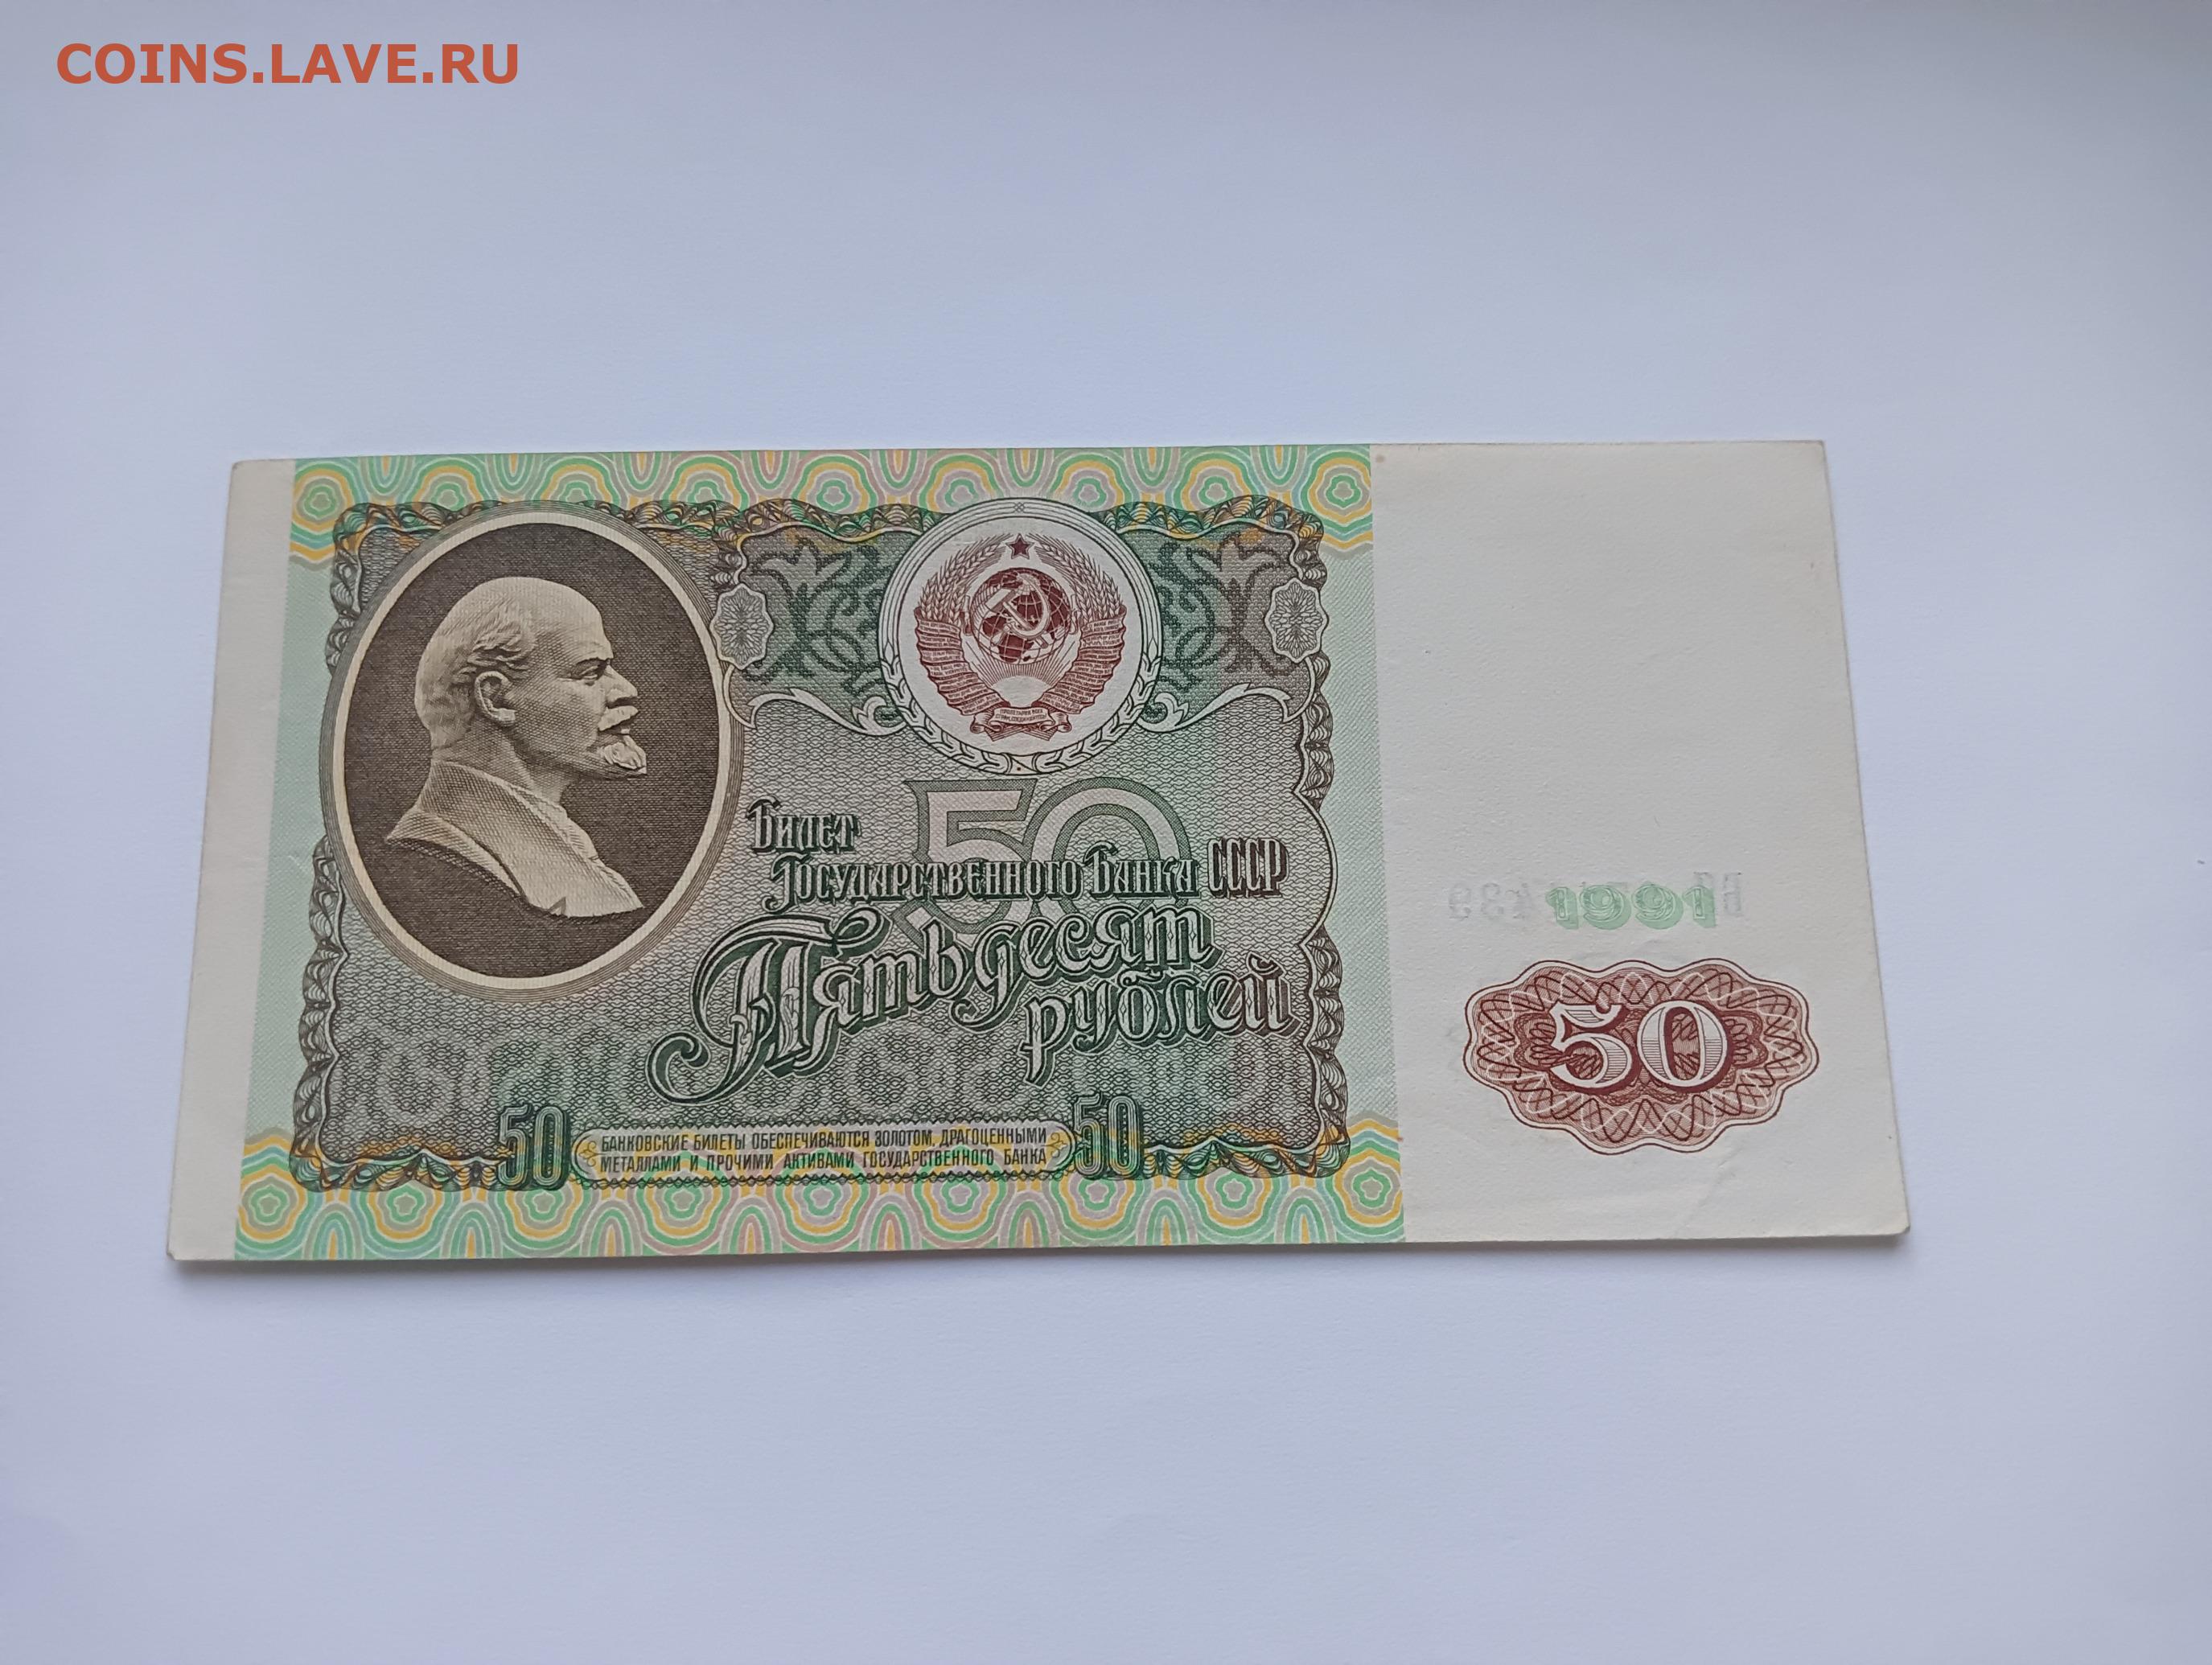 COINS.LAVE.RU
Билет
Государственного Банка СССР
50
Пятьдесят
рублей
50
50
50
БАНКОВСКИЕ БИЛЕТЫ ОБЕСПЕЧИВАЮТСЯ ЗОЛОТОМ, ДРАГОЦЕННЫМИ
МЕТАЛЛАМИ И ПРОЧИМИ АКТИВАМИ ГОСУДАРСТВЕННОГО БАНКА